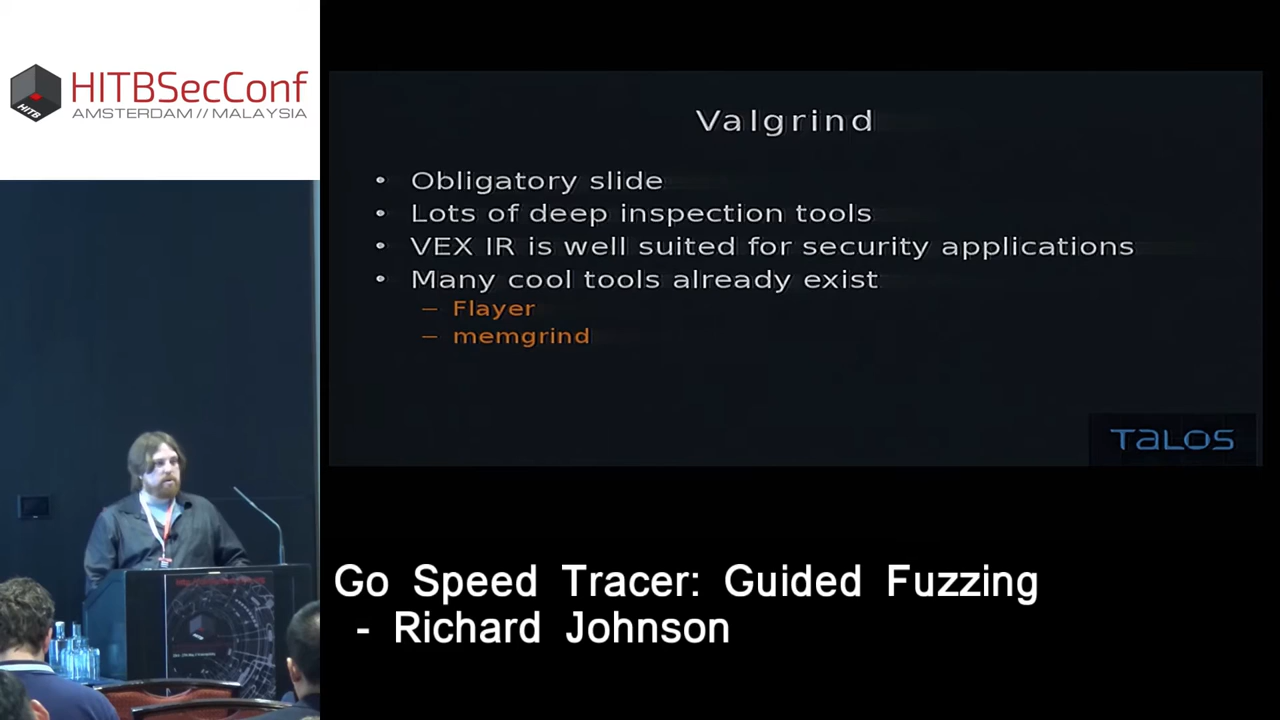 HITBSecConf
AMSTERDAM // MALAYSIA
HITB
Valgrind
• Obligatory slide
• Lots of deep inspection tools
• VEX IR is well suited for security applications
• Many cool tools already exist
– Flayer
– memgrind
TALOS
Go Speed Tracer: Guided Fuzzing
- Richard Johnson